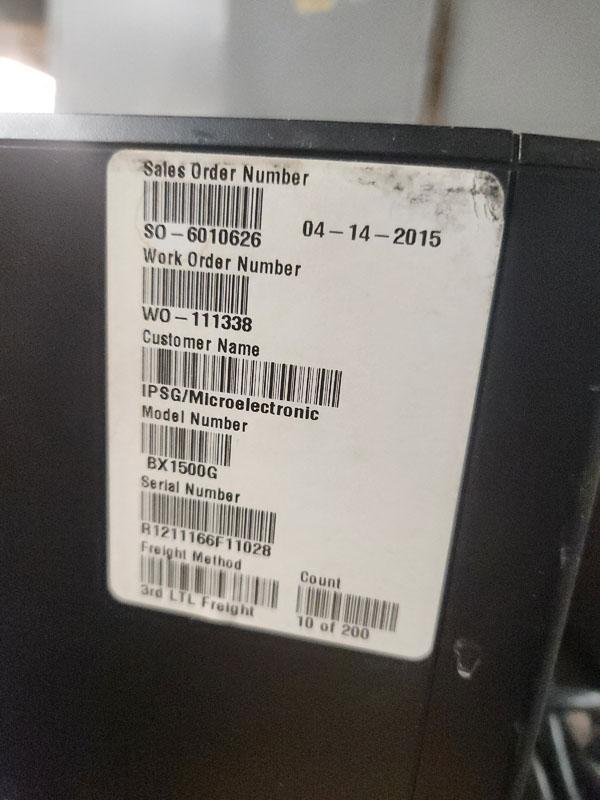 Sales Order Number
SO-6010626 04-14-2015
Work Order Number
WO-111338
Customer Name
IPSG/Microelectronic
Model Number
BX1500G
Serial Number
R1211166F11028
Freight Method
3rd LTL Freight
Count
10 of 200